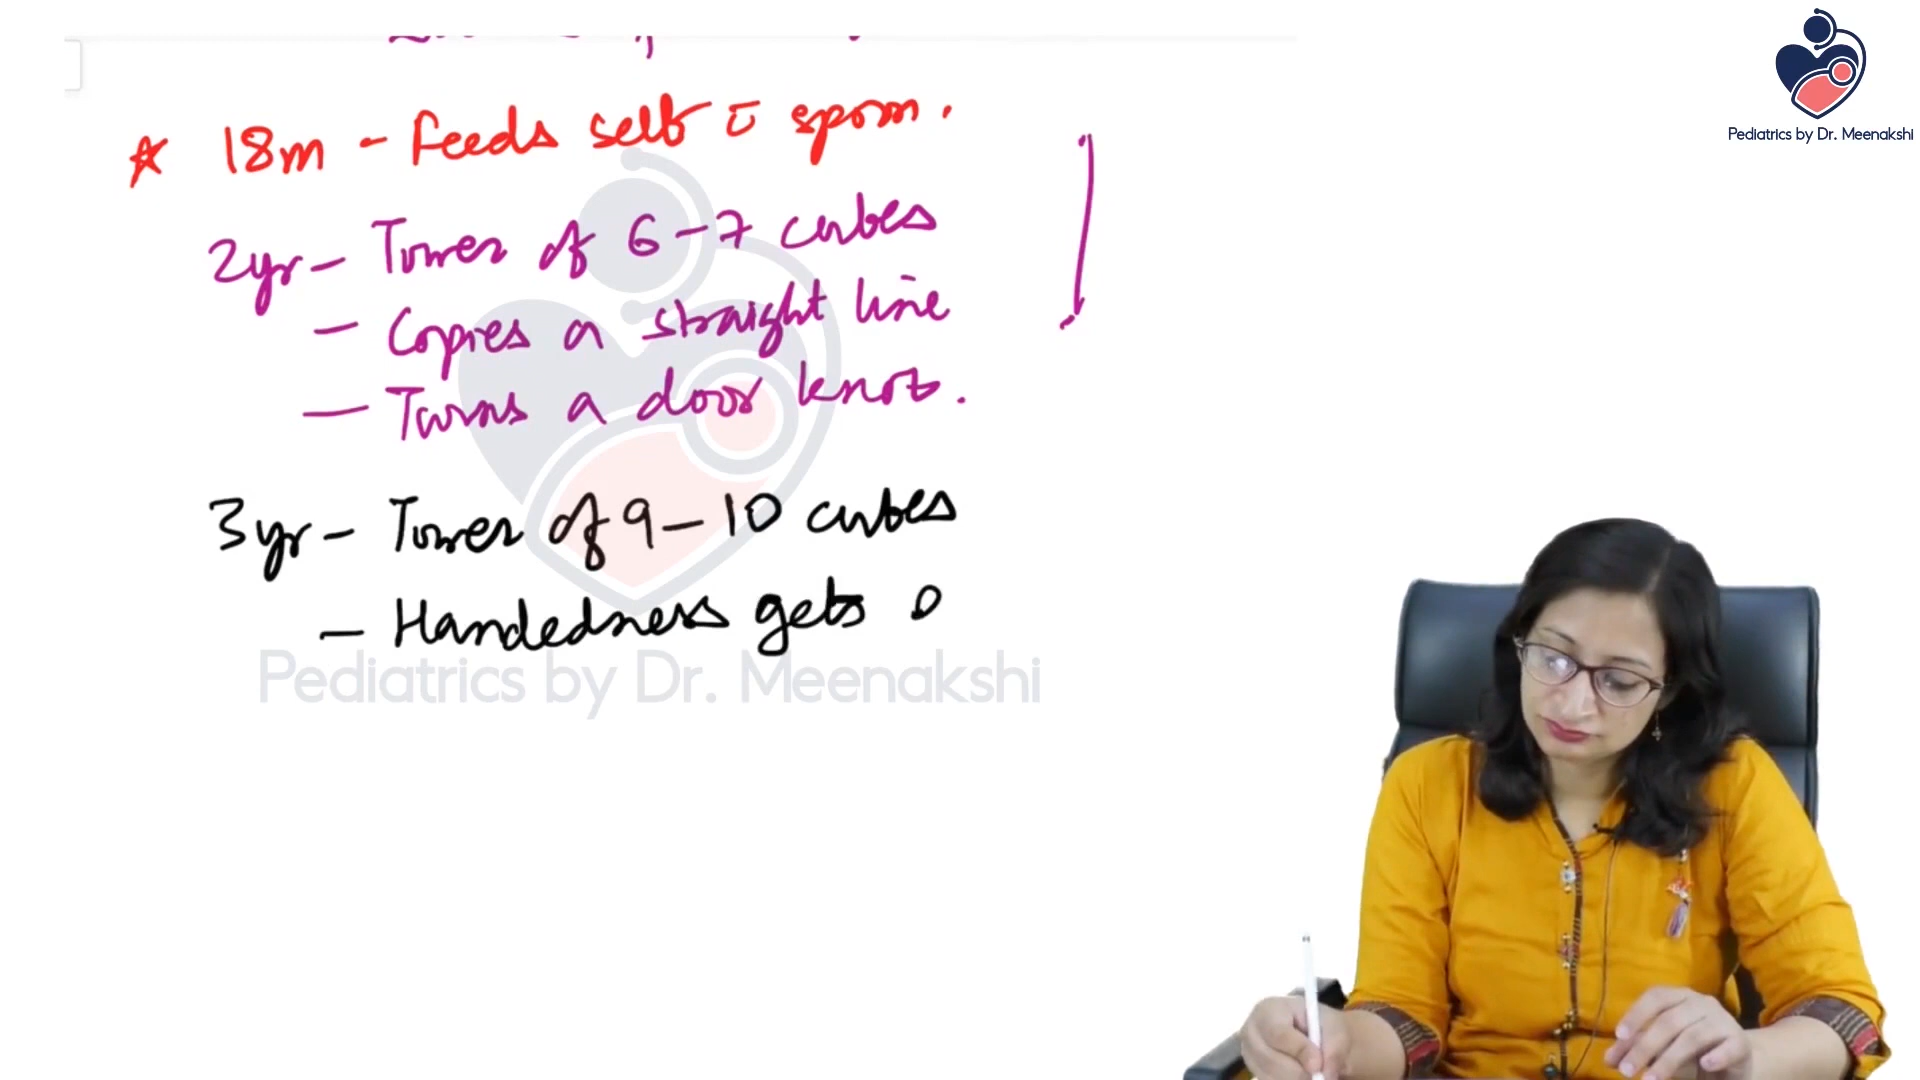 Pediatrics by Dr. Meenakshi
☆ 18m - Feeds self c̄ spoon.
2yr - Tower of 6-7 cubes
- Copies a straight line
- Turns a door knob.
3yr - Tower of 9-10 cubes
- Handedness gets
Pediatrics by Dr. Meenakshi